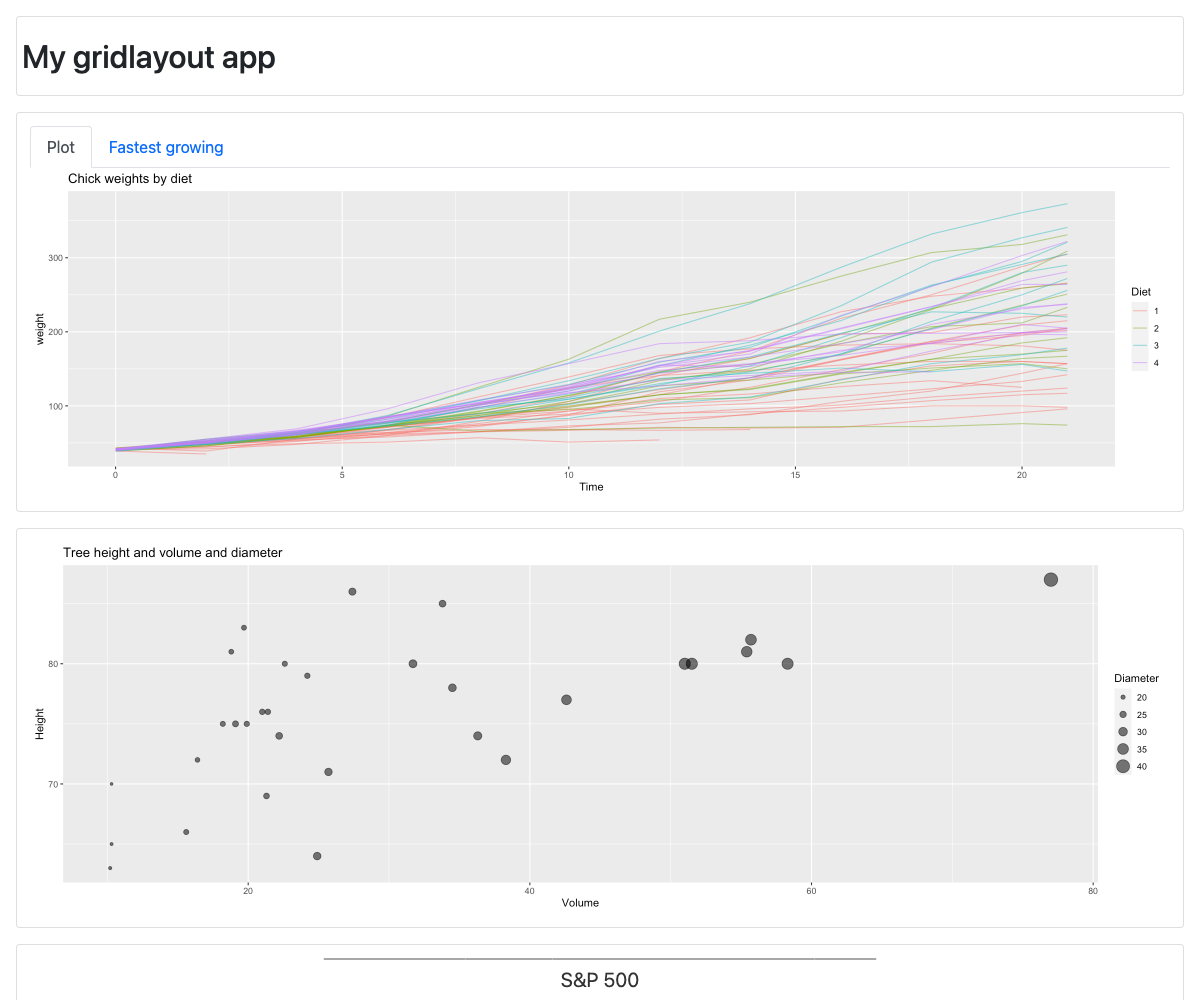 My gridlayout app
Plot
Fastest growing
Chick weights by diet
300
200
100
weight
0
5
10
15
20
Time
Diet
1
2
3
4
Tree height and volume and diameter
80
70
Height
20
40
60
80
Volume
Diameter
20
25
30
35
40
S&P 500